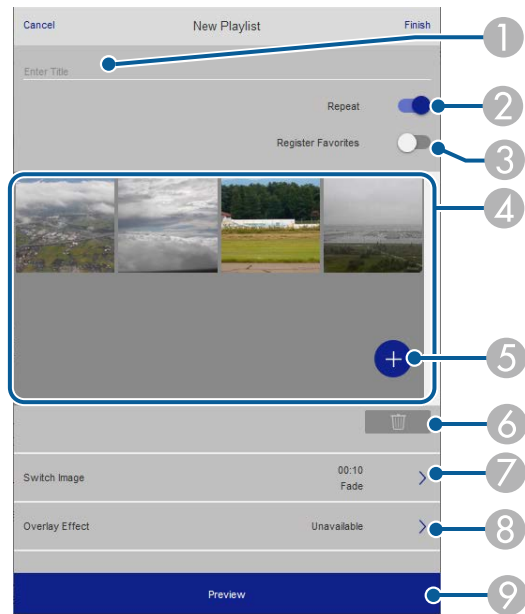 Cancel New Playlist Finish
1
Enter Title
Repeat 2
Register Favorites 3
4
+ 5
6
Switch Image 00:10 7
Fade
Overlay Effect Unavailable 8
Preview 9